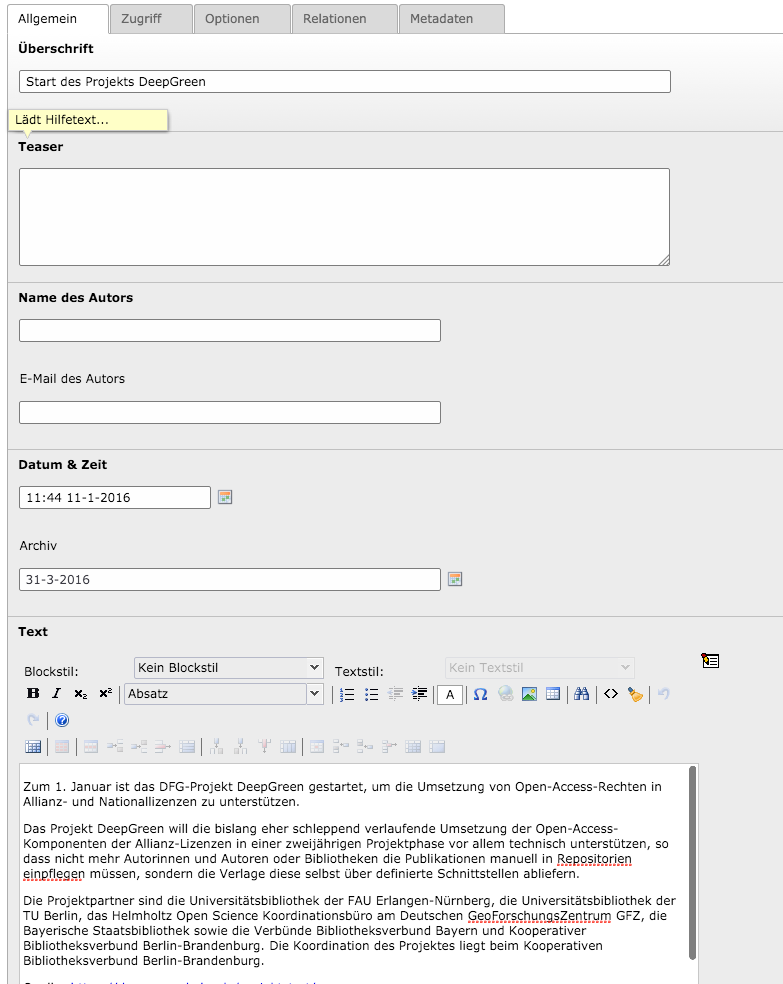 Allgemein Zugriff Optionen Relationen Metadaten
Überschrift
Start des Projekts DeepGreen
Lädt Hilfetext...
Teaser
Name des Autors
E-Mail des Autors
Datum & Zeit
11:44 11-1-2016
Archiv
31-3-2016
Text
Blockstil: Kein Blockstil Textstil: Kein Textstil
B I x₂ x² Absatz A Ω <> ?
Zum 1. Januar ist das DFG-Projekt DeepGreen gestartet, um die Umsetzung von Open-Access-Rechten in
Allianz- und Nationallizenzen zu unterstützen.
Das Projekt DeepGreen will die bislang eher schleppend verlaufende Umsetzung der Open-Access-
Komponenten der Allianz-Lizenzen in einer zweijährigen Projektphase vor allem technisch unterstützen, so
dass nicht mehr Autorinnen und Autoren oder Bibliotheken die Publikationen manuell in Repositorien
einpflegen müssen, sondern die Verlage diese selbst über definierte Schnittstellen abliefern.
Die Projektpartner sind die Universitätsbibliothek der FAU Erlangen-Nürnberg, die Universitätsbibliothek der
TU Berlin, das Helmholtz Open Science Koordinationsbüro am Deutschen GeoForschungsZentrum GFZ, die
Bayerische Staatsbibliothek sowie die Verbünde Bibliotheksverbund Bayern und Kooperativer
Bibliotheksverbund Berlin-Brandenburg. Die Koordination des Projektes liegt beim Kooperativen
Bibliotheksverbund Berlin-Brandenburg.